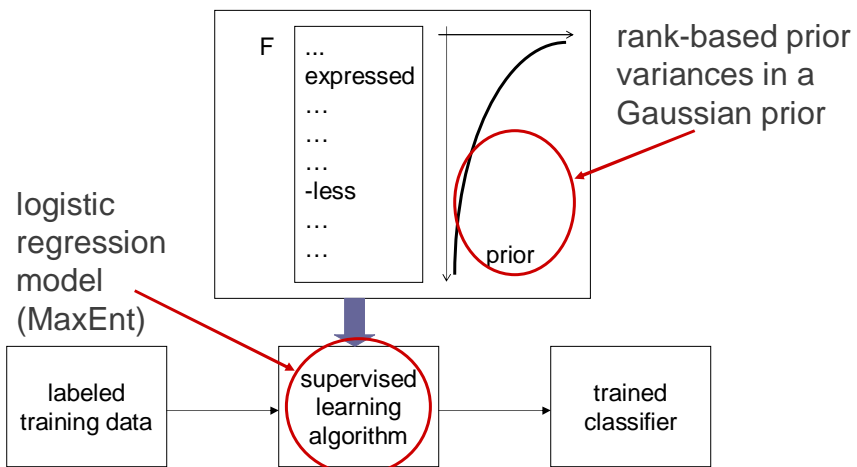 F
...
expressed
…
…
…
-less
…
…
prior
rank-based prior
variances in a
Gaussian prior
logistic
regression
model
(MaxEnt)
labeled
training data
supervised
learning
algorithm
trained
classifier